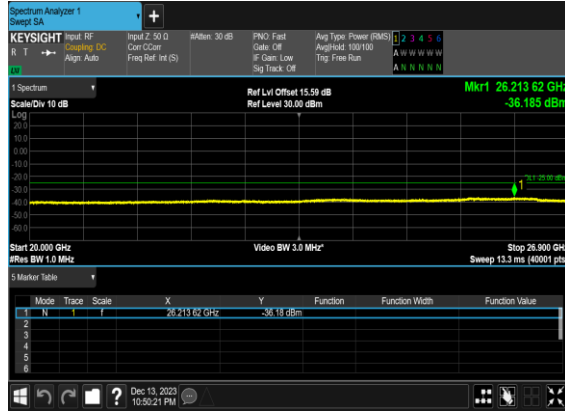 Spectrum Analyzer 1
Swept SA
+
KEYSIGHT Input: RF Input Z: 50 Ω #Atten: 30 dB PNO: Fast Avg Type: Power (RMS) 1 2 3 4 5 6
R T Coupling: DC Corr CCorr Gate: Off Avg|Hold: 100/100 A W W W W W
Align: Auto Freq Ref: Int (S) IF Gain: Low Trig: Free Run
LV Sig Track: Off A N N N N N
1 Spectrum Ref Lvl Offset 15.59 dB Mkr1 26.213 62 GHz
Scale/Div 10 dB Ref Level 30.00 dBm -36.185 dBm
Log
20.0
10.0
0.00
-10.0
-20.0
DL1 -25.00 dBm
1
-30.0
-40.0
-50.0
-60.0
Start 20.000 GHz Video BW 3.0 MHz* Stop 26.900 GHz
#Res BW 1.0 MHz Sweep 13.3 ms (40001 pts)
5 Marker Table
Mode Trace Scale X Y Function Function Width Function Value
1 N 1 f 26.213 62 GHz -36.18 dBm
2
3
4
5
6
? Dec 13, 2023
10:50:21 PM